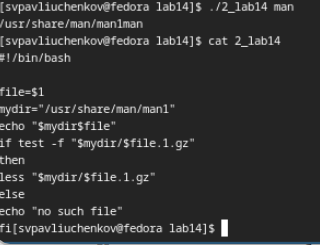 [svpavliuchenkov@fedora lab14]$ ./2_lab14 man
/usr/share/man/man1man
[svpavliuchenkov@fedora lab14]$ cat 2_lab14
#!/bin/bash

file=$1
mydir="/usr/share/man/man1"
echo "$mydir$file"
if test -f "$mydir/$file.1.gz"
then
less "$mydir/$file.1.gz"
else
echo "no such file"
fi[svpavliuchenkov@fedora lab14]$